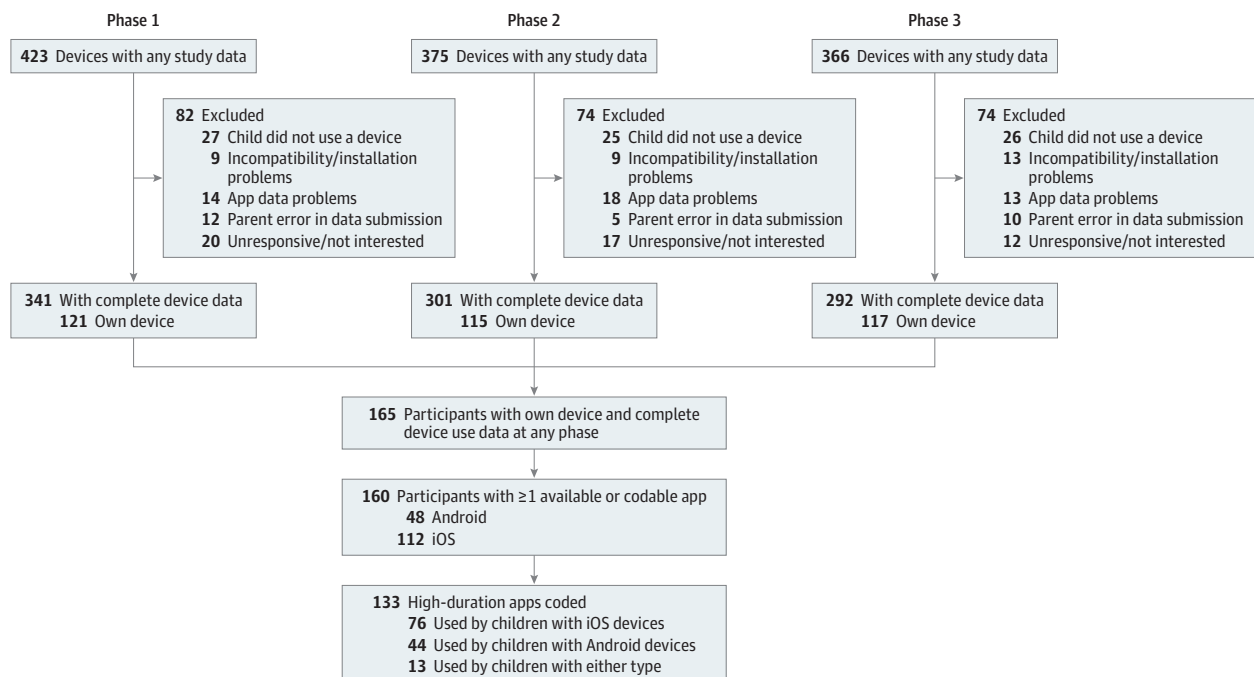 Phase 1
423 Devices with any study data
82 Excluded
27 Child did not use a device
9 Incompatibility/installation
problems
14 App data problems
12 Parent error in data submission
20 Unresponsive/not interested
341 With complete device data
121 Own device
Phase 2
375 Devices with any study data
74 Excluded
25 Child did not use a device
9 Incompatibility/installation
problems
18 App data problems
5 Parent error in data submission
17 Unresponsive/not interested
301 With complete device data
115 Own device
Phase 3
366 Devices with any study data
74 Excluded
26 Child did not use a device
13 Incompatibility/installation
problems
13 App data problems
10 Parent error in data submission
12 Unresponsive/not interested
292 With complete device data
117 Own device
165 Participants with own device and complete
device use data at any phase
160 Participants with ≥1 available or codable app
48 Android
112 iOS
133 High-duration apps coded
76 Used by children with iOS devices
44 Used by children with Android devices
13 Used by children with either type